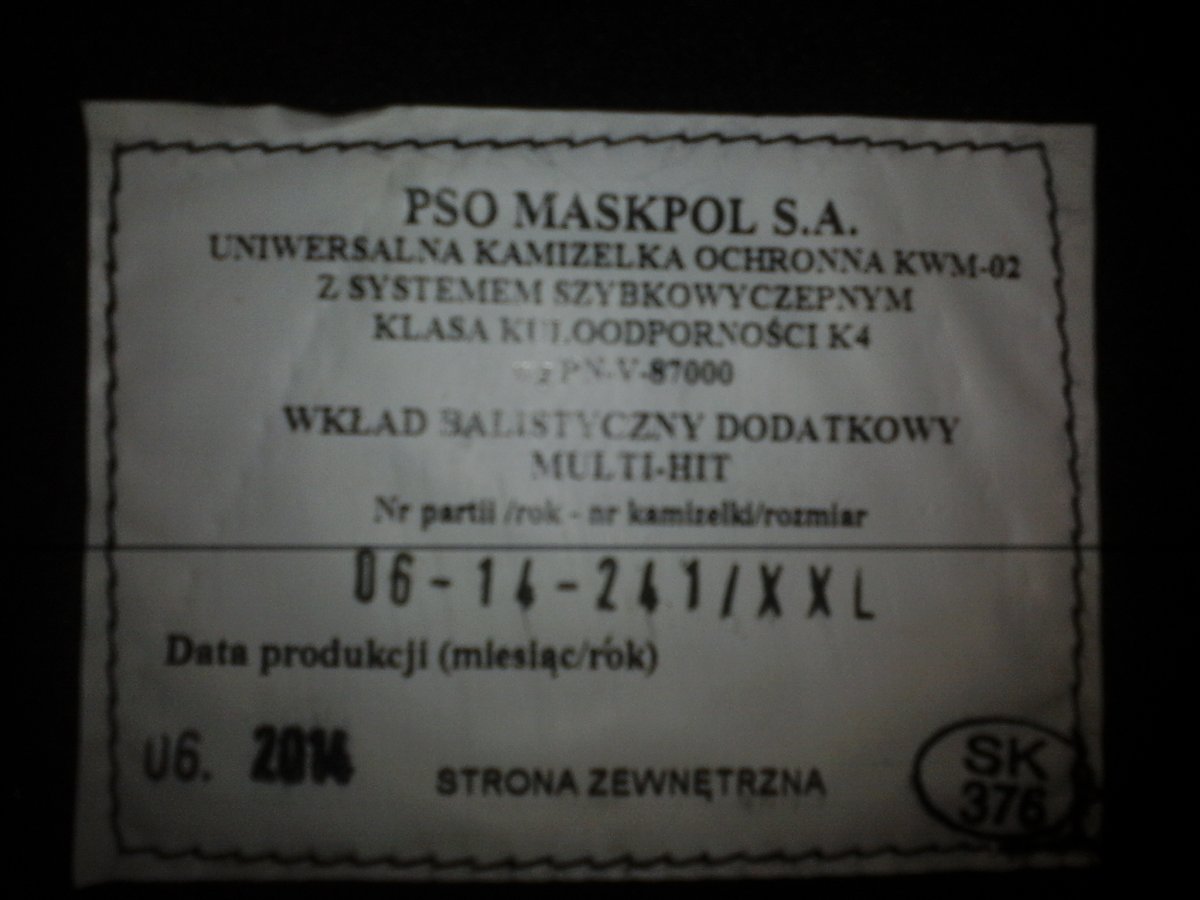 PSO MASKPOL S.A.
UNIWERSALNA KAMIZELKA OCHRONNA KWM-02
Z SYSTEMEM SZYBKOWYCZEPNYM
KLASA KULOODPORNOŚCI K4
PN-V-87000
WKŁAD BALISTYCZNY DODATKOWY
MULTI-HIT
Nr partii /rok - nr kamizelki/rozmiar
06-14-241/XXL
Data produkcji (miesiąc/rok)
06. 2014
STRONA ZEWNĘTRZNA
SK
376